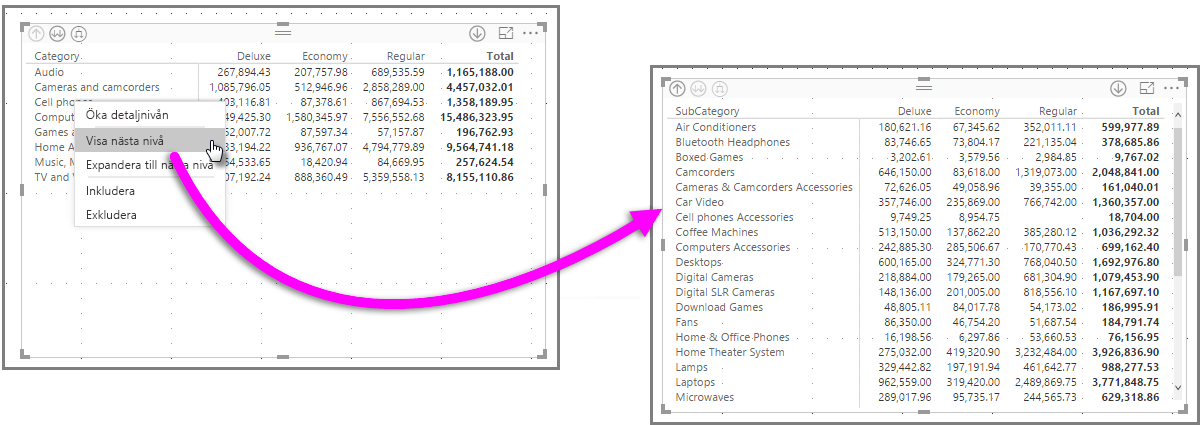 Category Deluxe Economy Regular Total
Audio 267,894.43 207,757.98 689,535.59 1,165,188.00
Cameras and camcorders 1,085,796.05 512,946.96 2,858,289.00 4,457,032.01
Cell phones 403,116.81 87,378.61 867,694.53 1,358,189.95
Öka detaljnivån
Compu 49,425.30 1,580,345.97 7,556,552.68 15,486,323.95
Games a 52,007.72 87,597.34 57,157.87 196,762.93
Visa nästa nivå
Home A 33,194.22 936,767.07 4,794,779.89 9,564,741.18
Music, M 54,533.65 18,420.94 84,669.95 257,624.54
Expandera till nästa nivå
TV and V 07,192.24 888,360.49 5,359,558.13 8,155,110.86
Inkludera
Exkludera
SubCategory Deluxe Economy Regular Total
Air Conditioners 180,621.16 67,345.62 352,011.11 599,977.89
Bluetooth Headphones 83,746.65 73,804.17 221,135.04 378,685.86
Boxed Games 3,202.61 3,579.56 2,984.85 9,767.02
Camcorders 646,150.00 83,618.00 1,319,073.00 2,048,841.00
Cameras & Camcorders Accessories 72,626.05 49,058.96 39,355.00 161,040.01
Car Video 357,746.00 235,869.00 766,742.00 1,360,357.00
Cell phones Accessories 9,749.25 8,954.75 18,704.00
Coffee Machines 513,150.00 137,862.20 385,280.12 1,036,292.32
Computers Accessories 242,885.30 285,506.67 170,770.43 699,162.40
Desktops 600,165.00 324,771.30 768,040.50 1,692,976.80
Digital Cameras 218,884.00 179,265.00 681,304.90 1,079,453.90
Digital SLR Cameras 148,136.00 201,005.00 818,556.10 1,167,697.10
Download Games 48,805.11 84,017.78 54,173.02 186,995.91
Fans 86,350.00 46,754.20 51,687.54 184,791.74
Home & Office Phones 16,198.56 6,297.86 53,660.53 76,156.95
Home Theater System 275,032.00 419,320.90 3,232,484.00 3,926,836.90
Lamps 329,442.82 197,191.94 461,642.77 988,277.53
Laptops 962,559.00 319,420.00 2,489,869.75 3,771,848.75
Microwaves 289,017.96 95,735.17 244,565.73 629,318.86